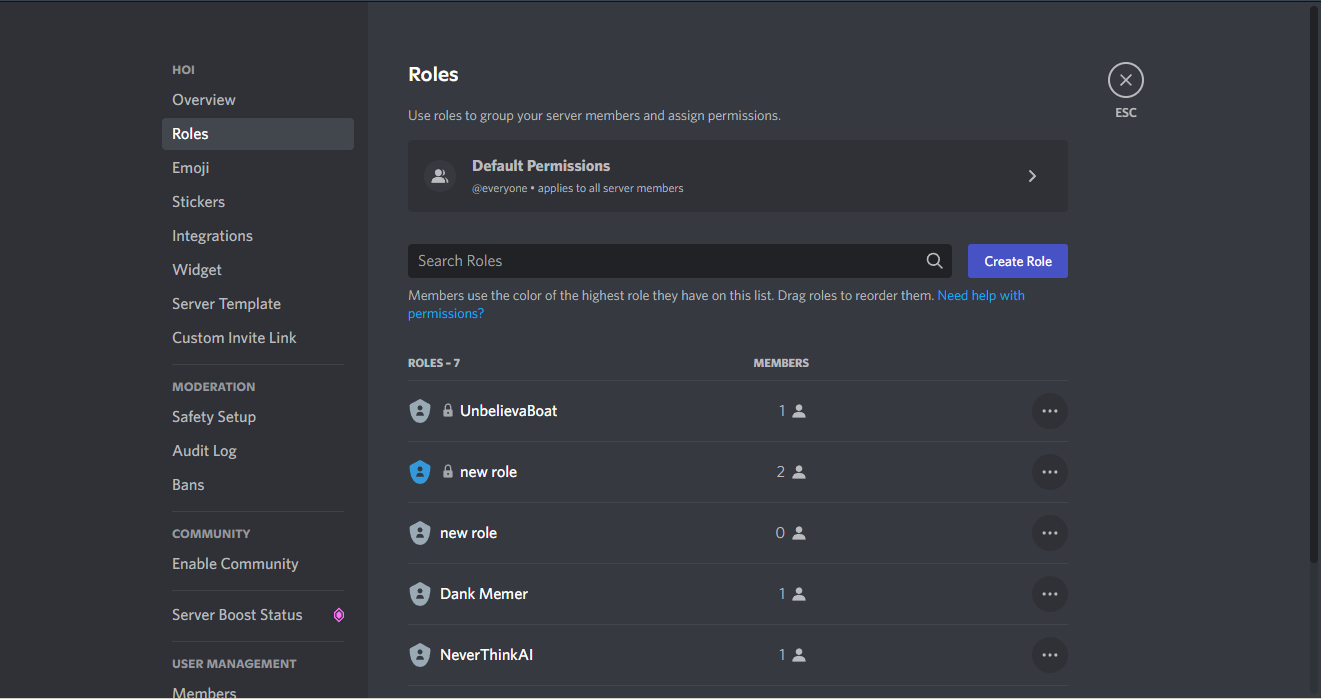 HOI
Overview
Roles
Emoji
Stickers
Integrations
Widget
Server Template
Custom Invite Link
MODERATION
Safety Setup
Audit Log
Bans
COMMUNITY
Enable Community
Server Boost Status
USER MANAGEMENT
Members
Roles
Use roles to group your server members and assign permissions.
Default Permissions
@everyone • applies to all server members
Search Roles
Create Role
Members use the color of the highest role they have on this list. Drag roles to reorder them. Need help with
permissions?
ROLES – 7 MEMBERS
UnbelievaBoat 1
new role 2
new role 0
Dank Memer 1
NeverThinkAI 1
ESC